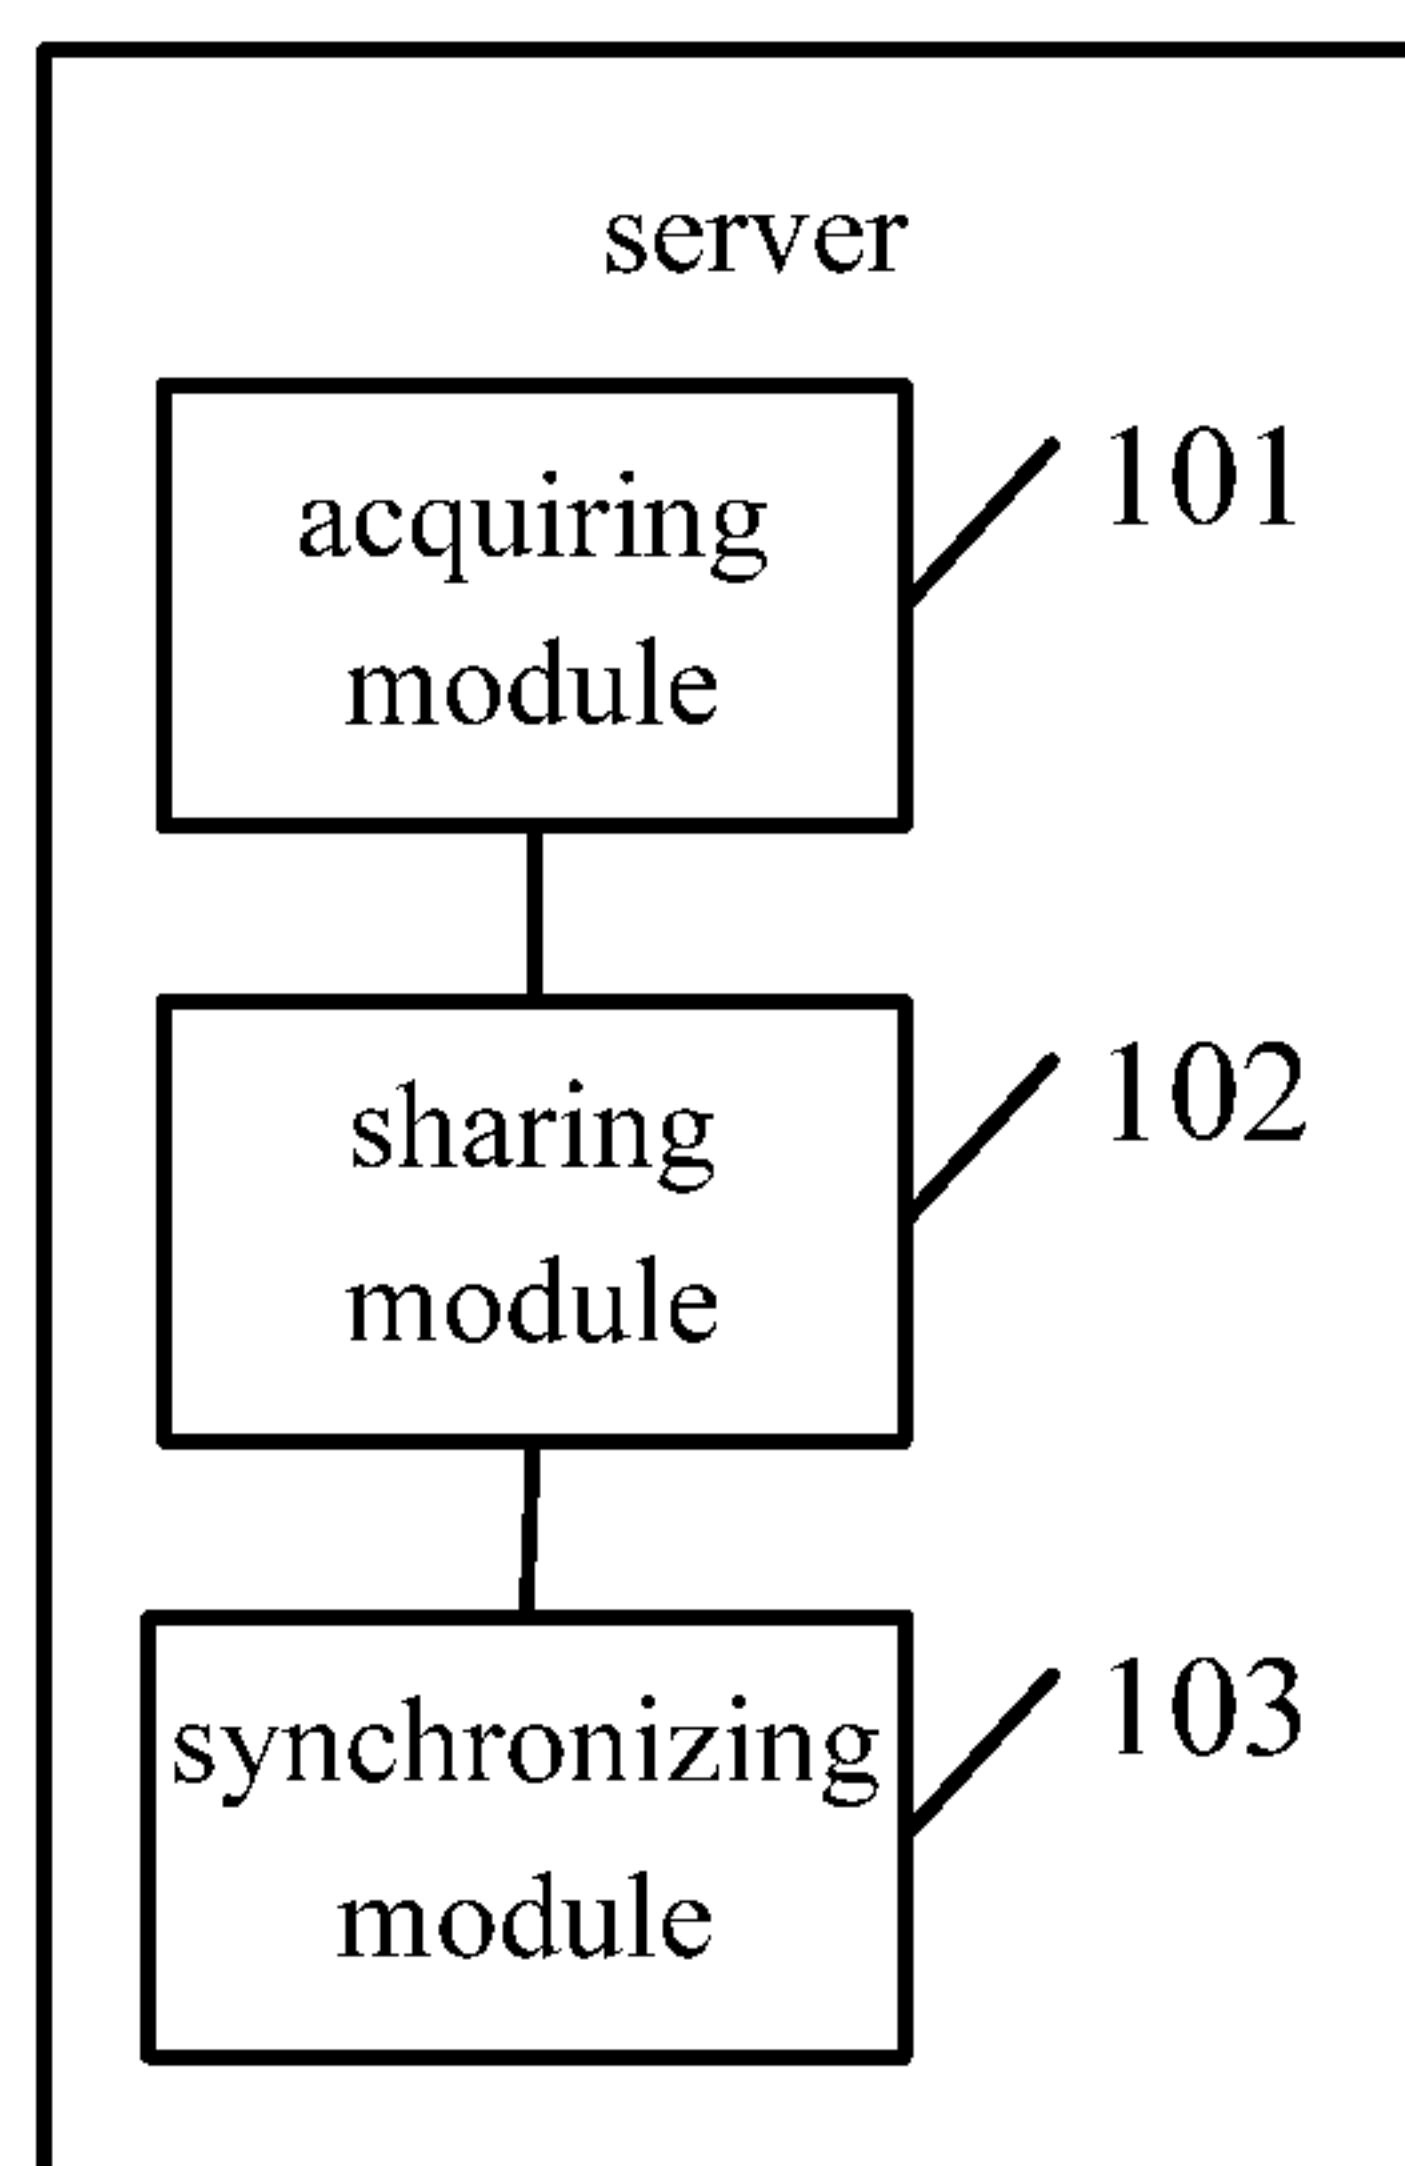 server
acquiring
module
101
sharing
module
102
synchronizing
module
103